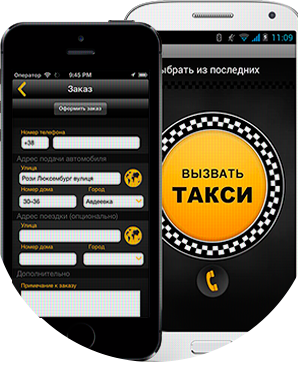 Оператор 9:45 PM
Заказ
Оформить заказ
Номер телефона
+38
Адрес подачи автомобиля
Улица
Рози Люксембург вулиця
Номер дома Город
30-36 Авдеевка
Адрес поездки (опционально)
Улица
Номер дома Город
Дополнительно
Примечание к заказу
11:09
ыбрать из последних
ВЫЗВАТЬ
ТАКСИ